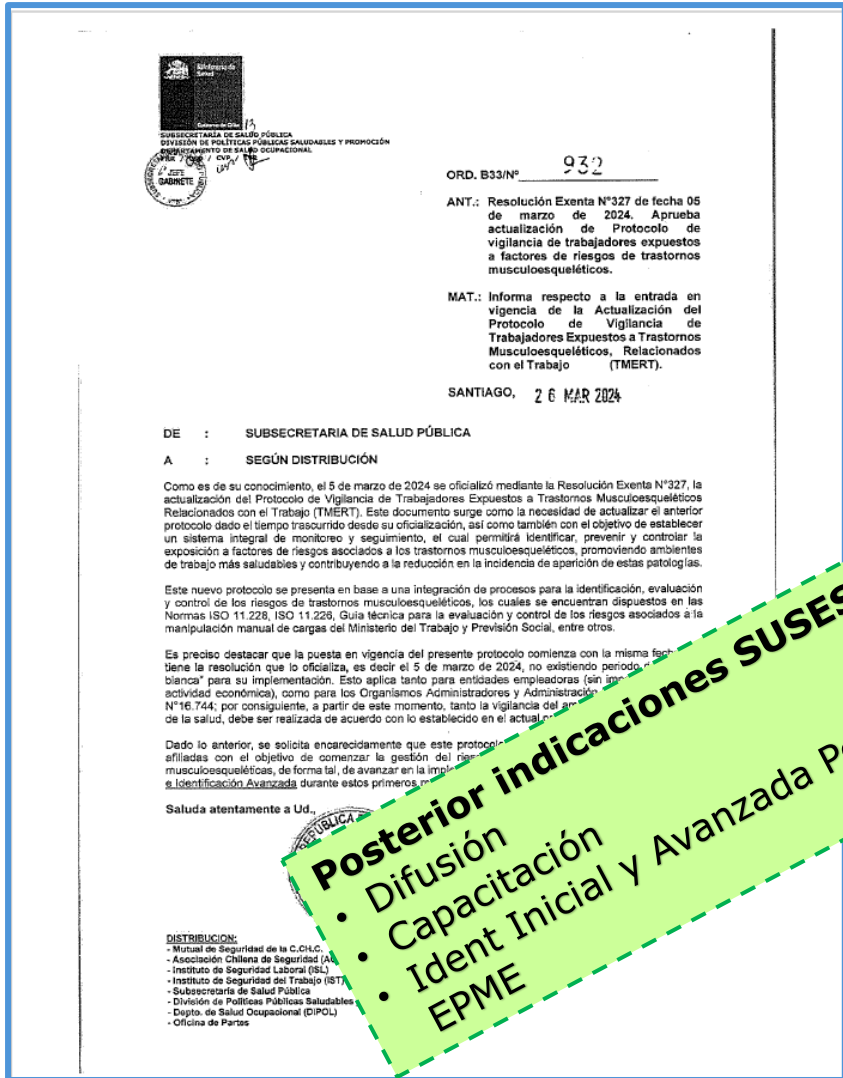 Ministerio de
Salud
Gobierno de Chile
13
SUBSECRETARÍA DE SALUD PÚBLICA
DIVISIÓN DE POLÍTICAS PÚBLICAS SALUDABLES Y PROMOCIÓN
DEPARTAMENTO DE SALUD OCUPACIONAL
CVP
JEFE
GABINETE
ORD. B33/Nº 932
ANT.: Resolución Exenta N°327 de fecha 05
de marzo de 2024. Aprueba
actualización de Protocolo de
vigilancia de trabajadores expuestos
a factores de riesgos de trastornos
musculoesqueléticos.
MAT.: Informa respecto a la entrada en
vigencia de la Actualización del
Protocolo de Vigilancia de
Trabajadores Expuestos a Trastornos
Musculoesqueléticos, Relacionados
con el Trabajo (TMERT).
SANTIAGO, 26 MAR 2024
DE : SUBSECRETARIA DE SALUD PÚBLICA
A : SEGÚN DISTRIBUCIÓN
Como es de su conocimiento, el 5 de marzo de 2024 se oficializó mediante la Resolución Exenta N°327, la
actualización del Protocolo de Vigilancia de Trabajadores Expuestos a Trastornos Musculoesqueléticos
Relacionados con el Trabajo (TMERT). Este documento surge como la necesidad de actualizar el anterior
protocolo dado el tiempo trascurrido desde su oficialización, así como también con el objetivo de establecer
un sistema integral de monitoreo y seguimiento, el cual permitirá identificar, prevenir y controlar la
exposición a factores de riesgos asociados a los trastornos musculoesqueléticos, promoviendo ambientes
de trabajo más saludables y contribuyendo a la reducción en la incidencia de aparición de estas patologías.
Este nuevo protocolo se presenta en base a una integración de procesos para la identificación, evaluación
y control de los riesgos de trastornos musculoesqueléticos, los cuales se encuentran dispuestos en las
Normas ISO 11.228, ISO 11.226, Guía técnica para la evaluación y control de los riesgos asociados a la
manipulación manual de cargas del Ministerio del Trabajo y Previsión Social, entre otros.
Es preciso destacar que la puesta en vigencia del presente protocolo comienza con la misma fech
tiene la resolución que lo oficializa, es decir el 5 de marzo de 2024, no existiendo periodo d
blanca" para su implementación. Esto aplica tanto para entidades empleadoras (sin im
actividad económica), como para los Organismos Administradores y Administración
N°16.744; por consiguiente, a partir de este momento, tanto la vigilancia del am
de la salud, debe ser realizada de acuerdo con lo establecido en el actual
Dado lo anterior, se solicita encarecidamente que este protocolo
afiliadas con el objetivo de comenzar la gestión del ries
musculoesqueléticas, de forma tal, de avanzar en la imple
e Identificación Avanzada durante estos primeros m
Saluda atentamente a Ud.,
Posterior indicaciones SUSES
• Difusión
• Capacitación
• Ident Inicial y Avanzada Po
EPME
DISTRIBUCION:
- Mutual de Seguridad de la C.CH.C.
- Asociación Chilena de Seguridad (AC
- Instituto de Seguridad Laboral (ISL)
- Instituto de Seguridad del Trabajo (IST)
- Subsecretaría de Salud Pública
- División de Políticas Públicas Saludables
- Depto. de Salud Ocupacional (DIPOL)
- Oficina de Partes